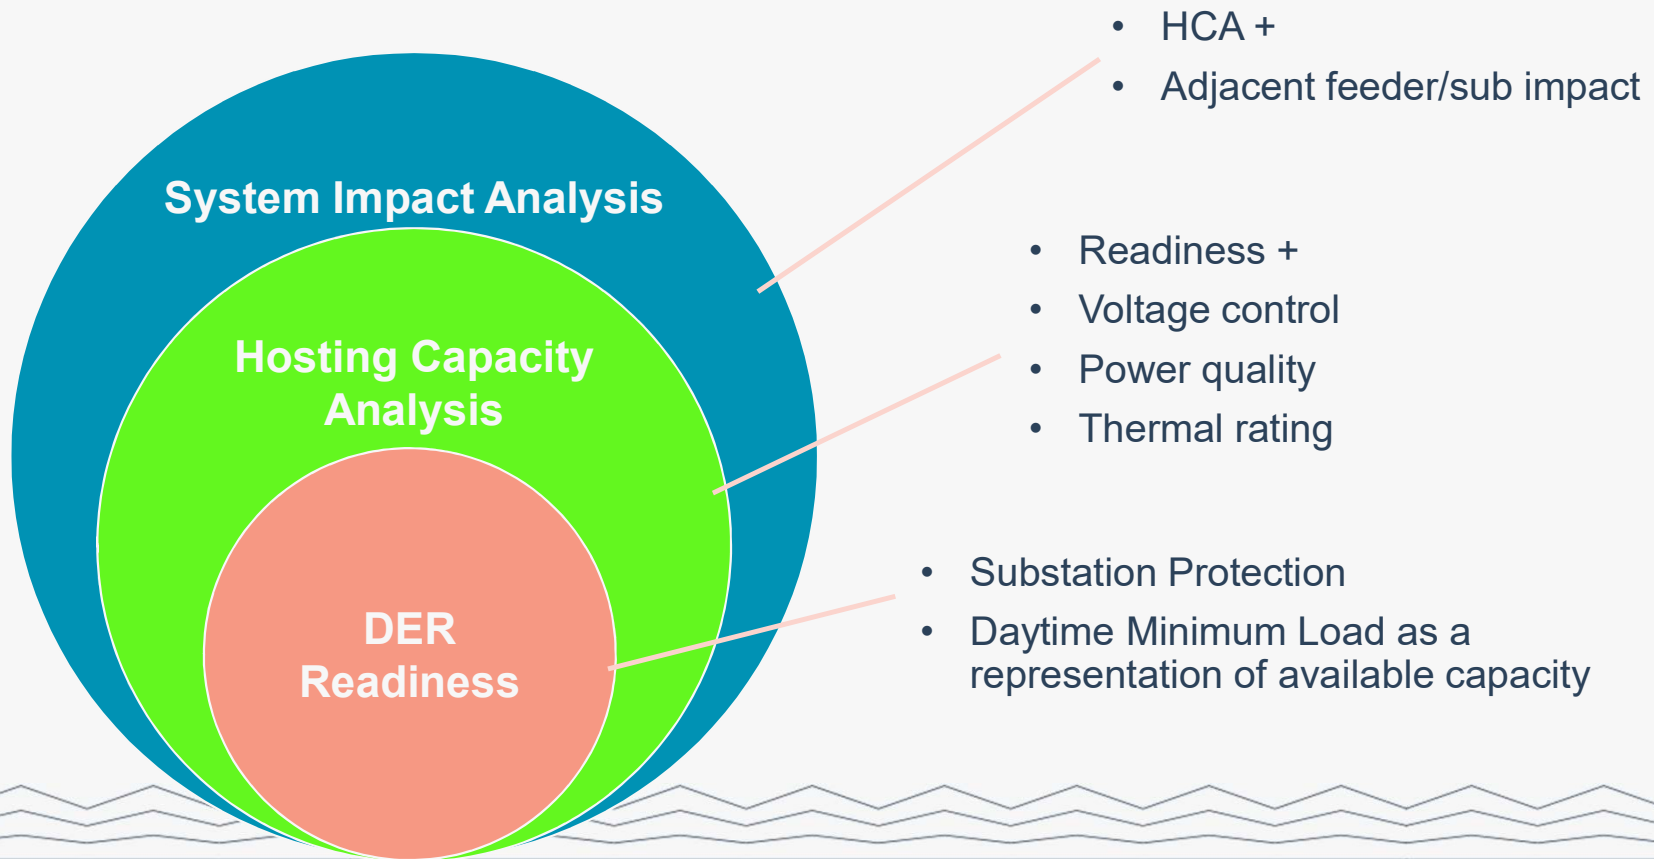 • HCA +
• Adjacent feeder/sub impact
System Impact Analysis
• Readiness +
• Voltage control
• Power quality
• Thermal rating
Hosting Capacity
Analysis
• Substation Protection
• Daytime Minimum Load as a
representation of available capacity
DER
Readiness